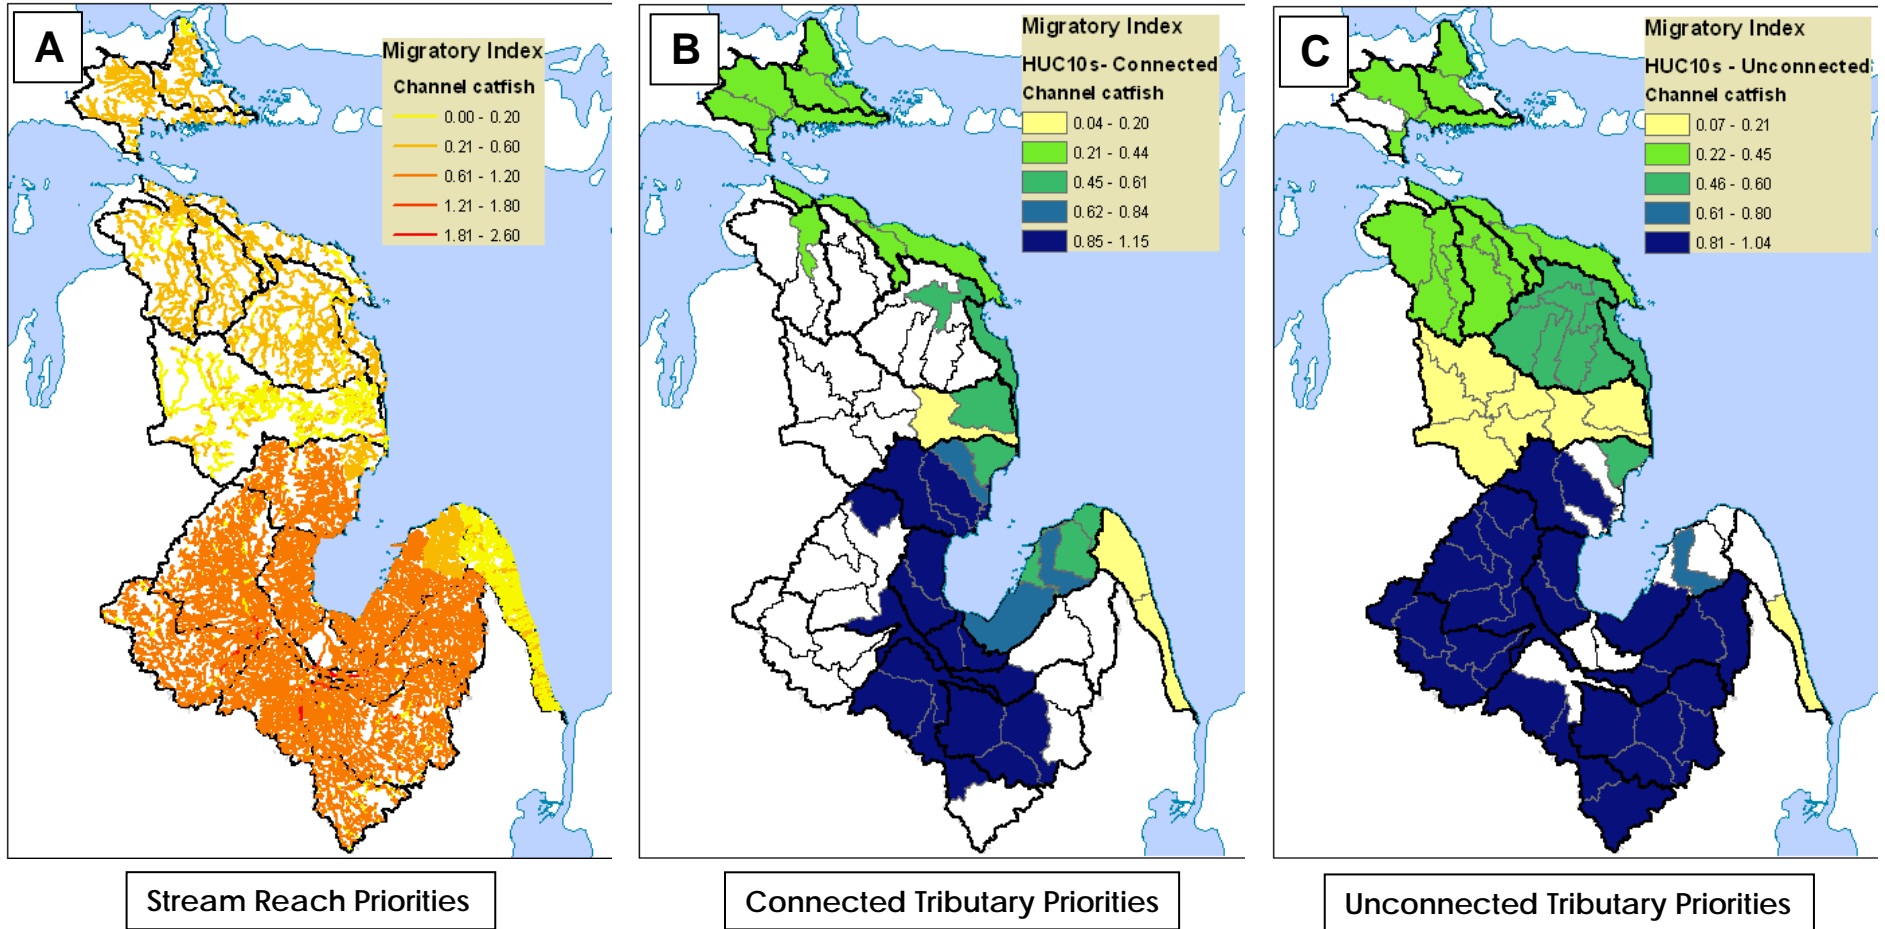 A
Migratory Index
Channel catfish
0.00 - 0.20
0.21 - 0.60
0.61 - 1.20
1.21 - 1.80
1.81 - 2.60
B
Migratory Index
HUC10s- Connected
Channel catfish
0.04 - 0.20
0.21 - 0.44
0.45 - 0.61
0.62 - 0.84
0.85 - 1.15
C
Migratory Index
HUC10s - Unconnected
Channel catfish
0.07 - 0.21
0.22 - 0.45
0.46 - 0.60
0.61 - 0.80
0.81 - 1.04
Stream Reach Priorities
Connected Tributary Priorities
Unconnected Tributary Priorities